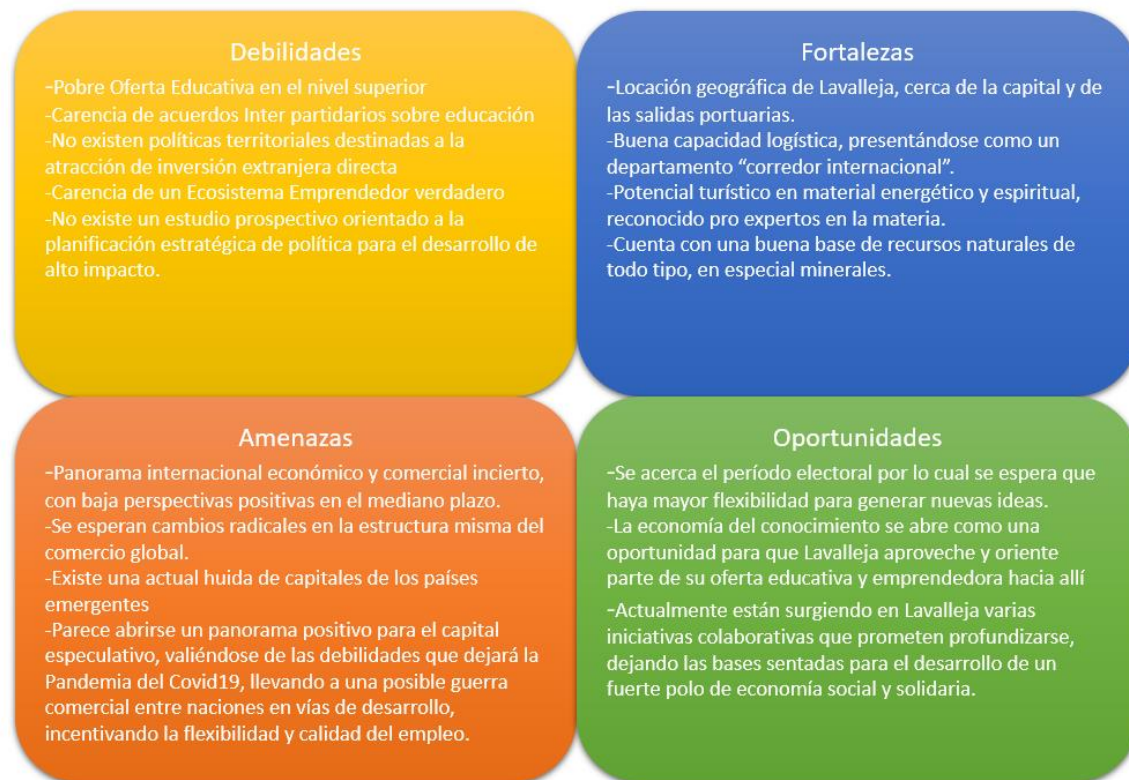 Debilidades
-Pobre Oferta Educativa en el nivel superior
-Carencia de acuerdos Inter partidarios sobre educación
-No existen políticas territoriales destinadas a la
atracción de inversión extranjera directa
-Carencia de un Ecosistema Emprendedor verdadero
-No existe un estudio prospectivo orientado a la
planificación estratégica de política para el desarrollo de
alto impacto.
Fortalezas
-Locación geográfica de Lavalleja, cerca de la capital y de
las salidas portuarias.
-Buena capacidad logística, presentándose como un
departamento “corredor internacional”.
-Potencial turístico en material energético y espiritual,
reconocido pro expertos en la materia.
-Cuenta con una buena base de recursos naturales de
todo tipo, en especial minerales.
Amenazas
-Panorama internacional económico y comercial incierto,
con baja perspectivas positivas en el mediano plazo.
-Se esperan cambios radicales en la estructura misma del
comercio global.
-Existe una actual huida de capitales de los países
emergentes
-Parece abrirse un panorama positivo para el capital
especulativo, valiéndose de las debilidades que dejará la
Pandemia del Covid19, llevando a una posible guerra
comercial entre naciones en vías de desarrollo,
incentivando la flexibilidad y calidad del empleo.
Oportunidades
-Se acerca el período electoral por lo cual se espera que
haya mayor flexibilidad para generar nuevas ideas.
-La economía del conocimiento se abre como una
oportunidad para que Lavalleja aproveche y oriente
parte de su oferta educativa y emprendedora hacia allí
-Actualmente están surgiendo en Lavalleja varias
iniciativas colaborativas que prometen profundizarse,
dejando las bases sentadas para el desarrollo de un
fuerte polo de economía social y solidaria.